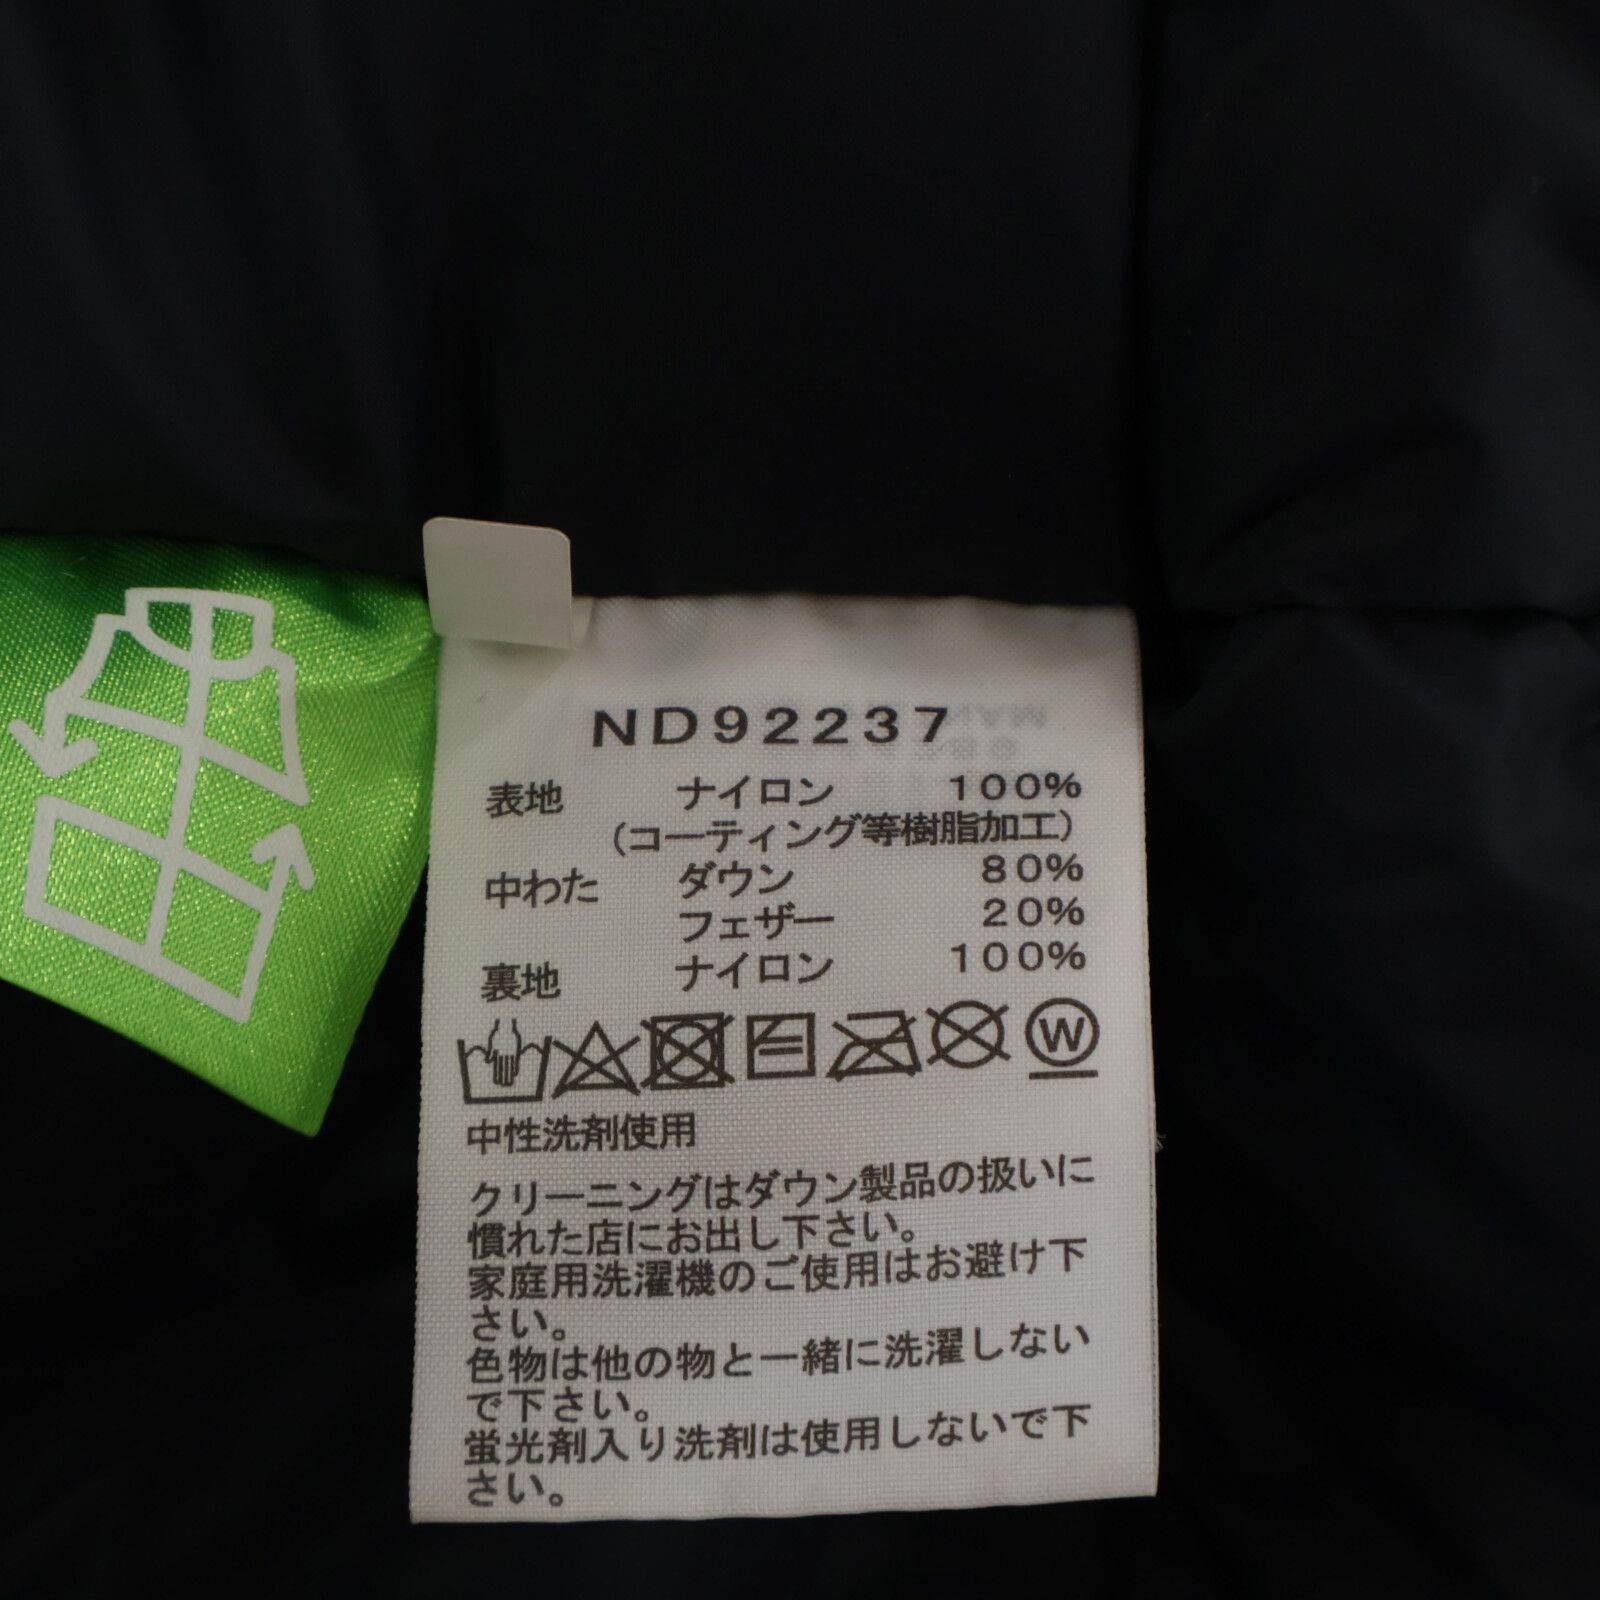 ND92237
表地 ナイロン 100%
(コーティング等樹脂加工)
中わた ダウン 80%
フェザー 20%
裏地 ナイロン 100%
W
中性洗剤使用
クリーニングはダウン製品の扱いに
慣れた店にお出し下さい。
家庭用洗濯機のご使用はお避け下
さい。
色物は他の物と一緒に洗濯しない
で下さい。
蛍光剤入り洗剤は使用しないで下
さい。